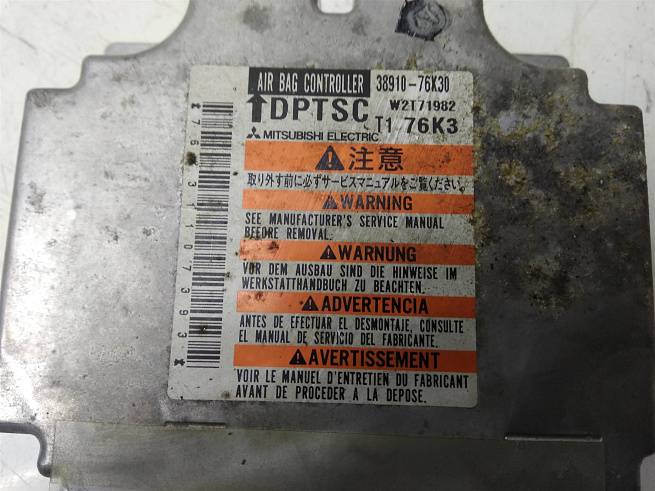 AIR BAG CONTROLLER 38910-76K30
DPTSC W2T71982
MITSUBISHI ELECTRIC T1 76K3
注意
取り外す前に必ずサービスマニュアルをご覧ください。
WARNING
SEE MANUFACTURER'S SERVICE MANUAL
BEFORE REMOVAL.
WARNUNG
VOR DEM AUSBAU SIND DIE HINWEISE IM
WERKSTATTHANDBUCH ZU BEACHTEN.
ADVERTENCIA
ANTES DE EFECTUAR EL DESMONTAJE, CONSULTE
EL MANUAL DE SERVICIO DEL FABRICANTE.
AVERTISSEMENT
VOIR LE MANUEL D'ENTRETIEN DU FABRICANT
AVANT DE PROCEDER A LA DEPOSE.